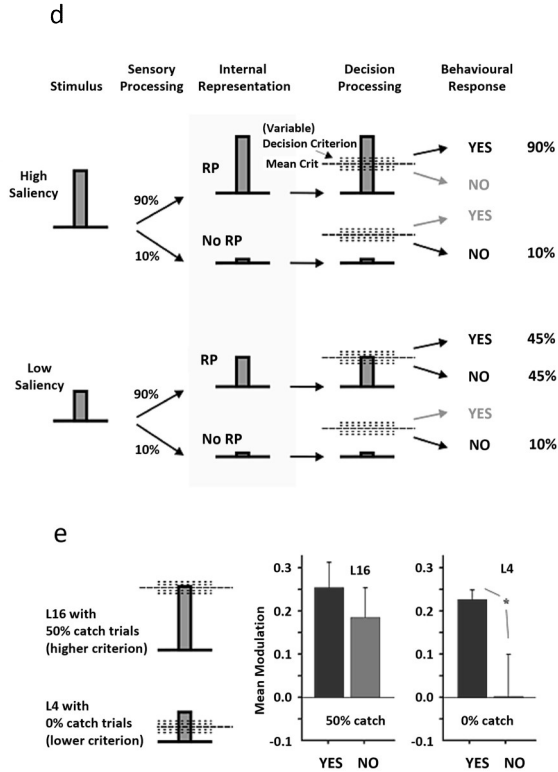 d
Stimulus
Sensory
Processing
Internal
Representation
Decision
Processing
Behavioural
Response
High
Saliency
90%
10%
RP
No RP
(Variable)
Decision Criterion
Mean Crit
YES 90%
NO
YES
NO 10%
Low
Saliency
90%
10%
RP
No RP
YES 45%
NO 45%
YES
NO 10%
e
L16 with
50% catch trials
(higher criterion)
L4 with
0% catch trials
(lower criterion)
Mean Modulation
0.3
0.2
0.1
0.0
-0.1
L16
50% catch
YES NO
0.3
0.2
0.1
0.0
-0.1
L4
*
0% catch
YES NO